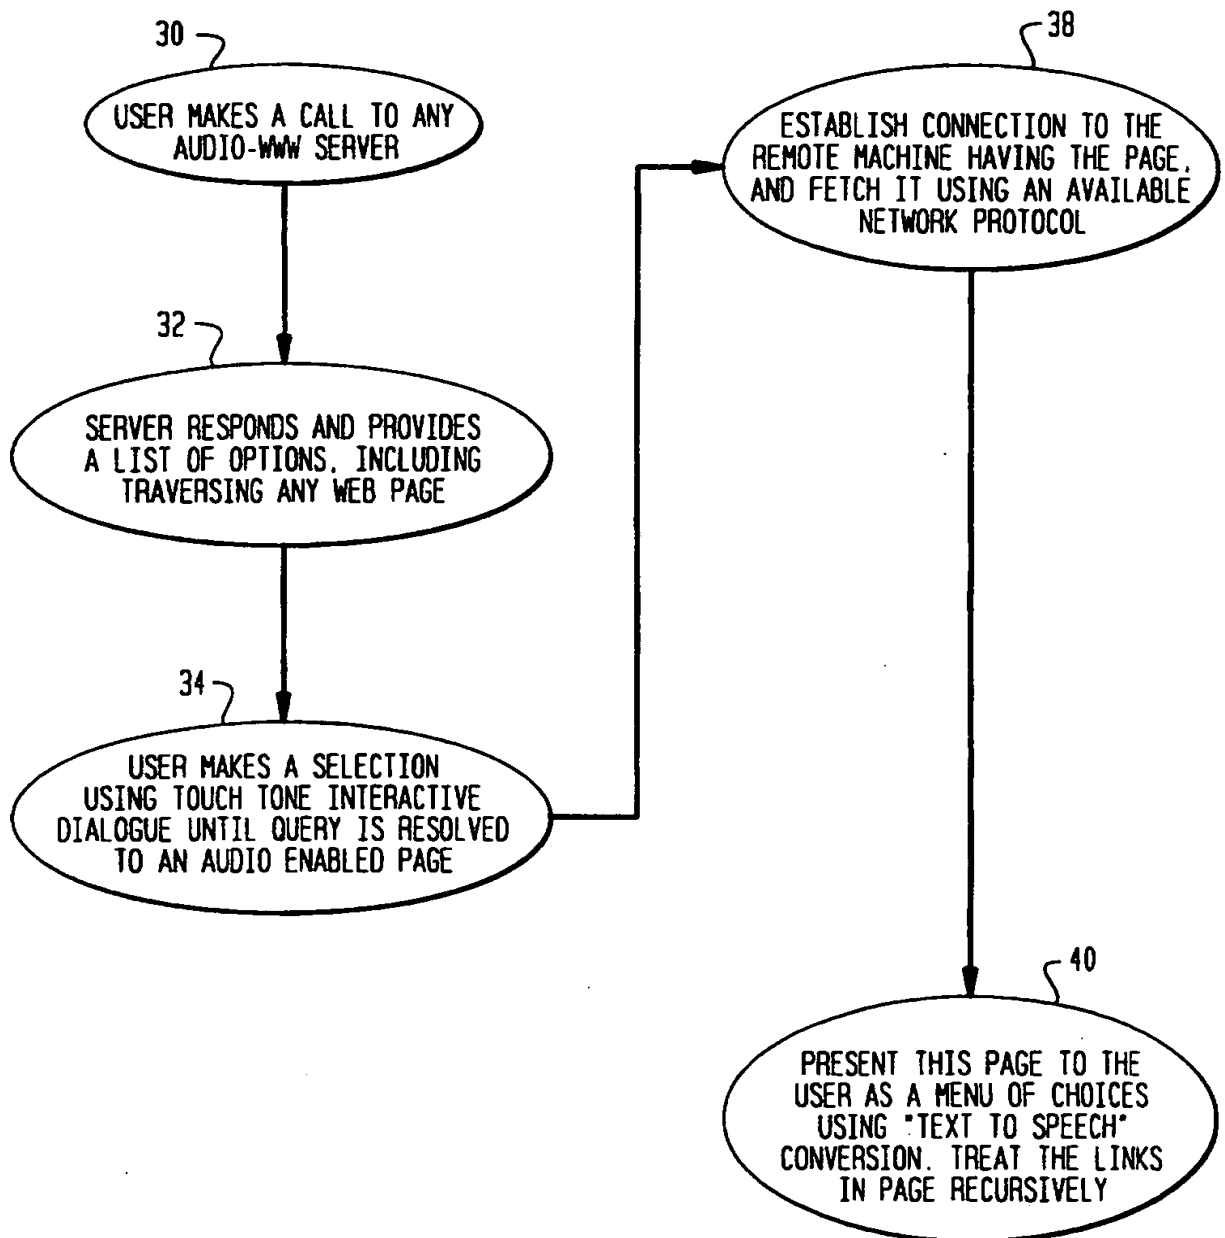 30
USER MAKES A CALL TO ANY
AUDIO-WWW SERVER
32
SERVER RESPONDS AND PROVIDES
A LIST OF OPTIONS, INCLUDING
TRAVERSING ANY WEB PAGE
34
USER MAKES A SELECTION
USING TOUCH TONE INTERACTIVE
DIALOGUE UNTIL QUERY IS RESOLVED
TO AN AUDIO ENABLED PAGE
38
ESTABLISH CONNECTION TO THE
REMOTE MACHINE HAVING THE PAGE,
AND FETCH IT USING AN AVAILABLE
NETWORK PROTOCOL
40
PRESENT THIS PAGE TO THE
USER AS A MENU OF CHOICES
USING "TEXT TO SPEECH"
CONVERSION. TREAT THE LINKS
IN PAGE RECURSIVELY